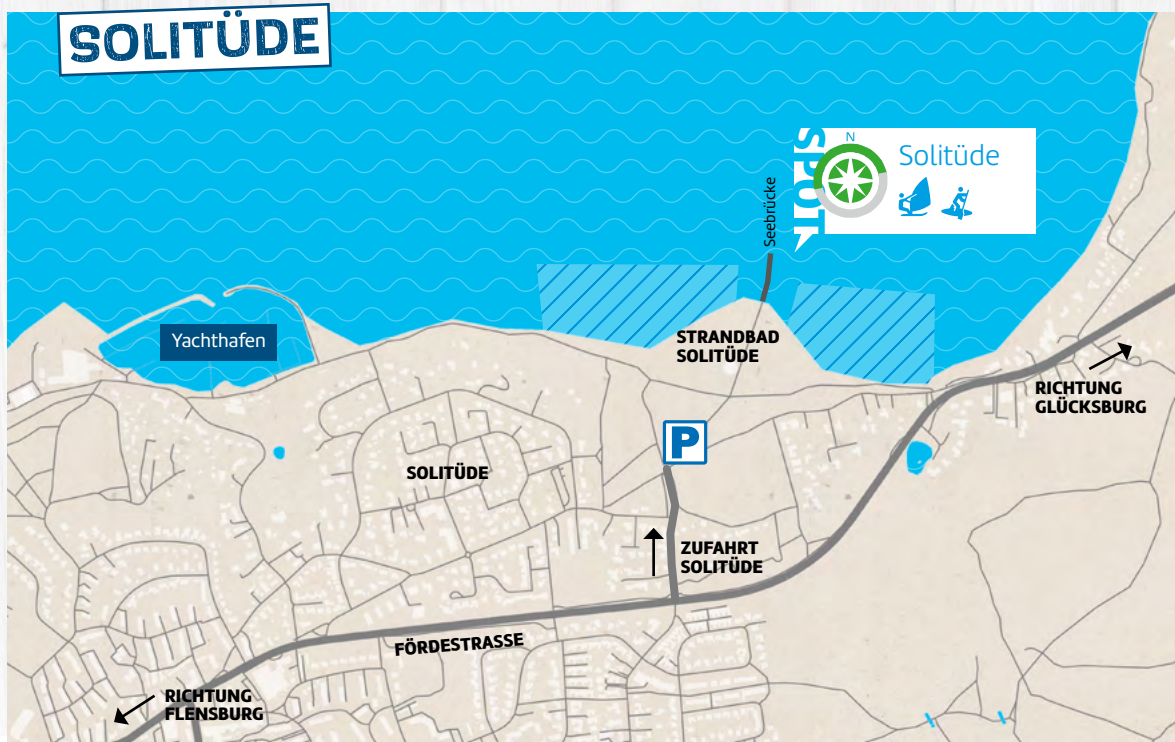 SOLITÜDE
SPOT
N
Solitüde
Seebrücke
Yachthafen
STRANDBAD
SOLITÜDE
RICHTUNG
GLÜCKSBURG
P
SOLITÜDE
ZUFAHRT
SOLITÜDE
FÖRDESTRASSE
RICHTUNG
FLENSBURG